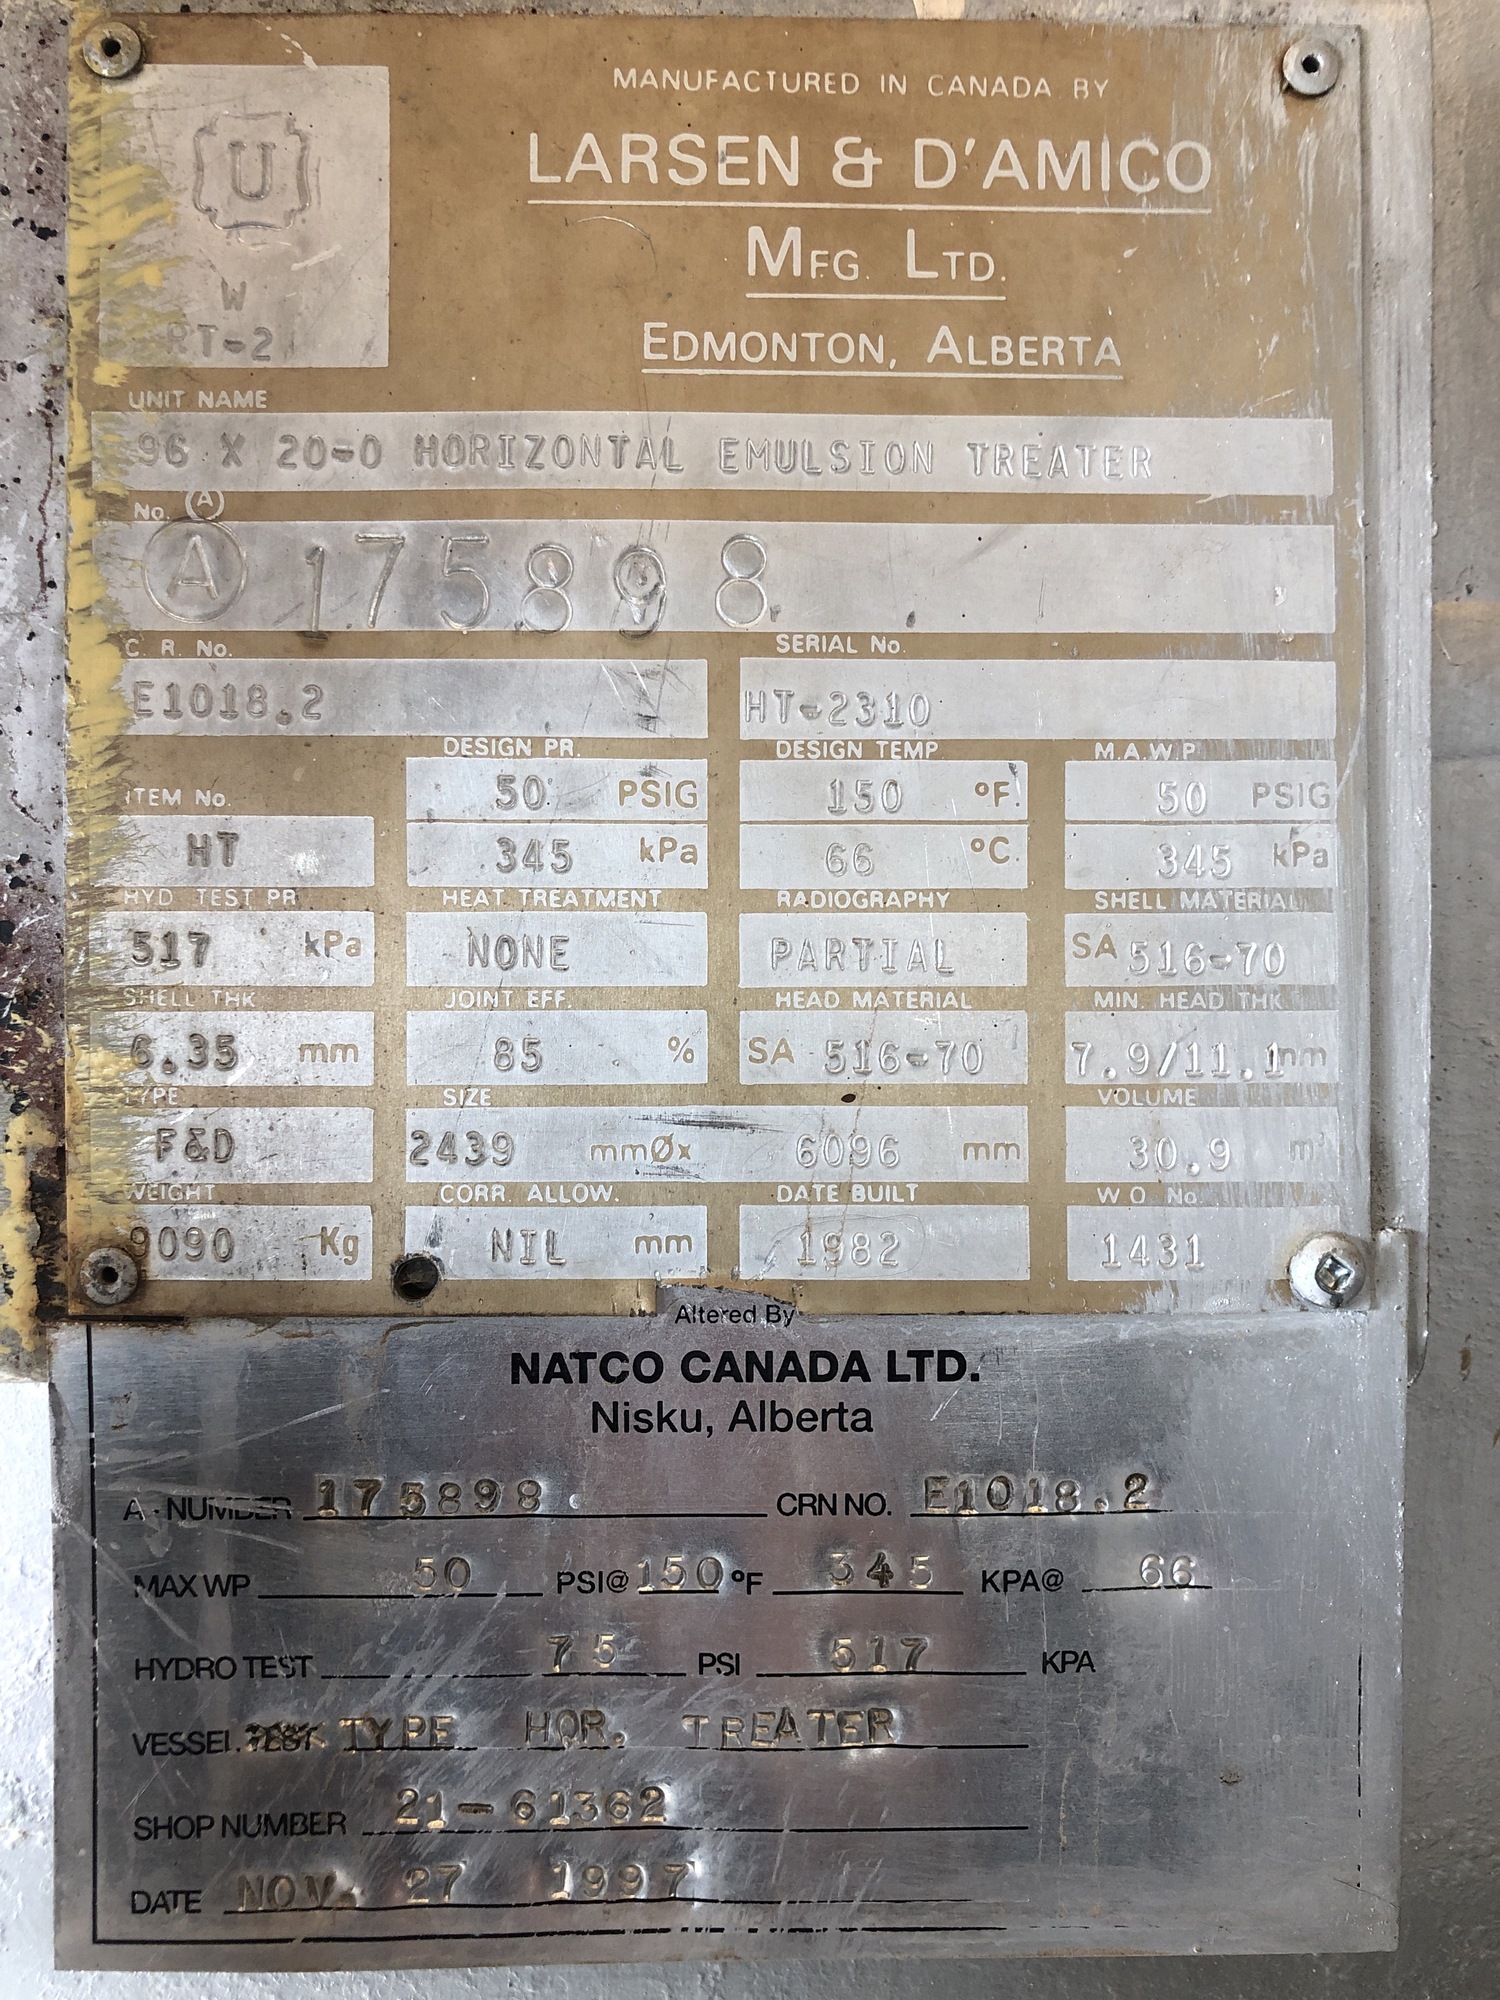 MANUFACTURED IN CANADA BY
LARSEN & D'AMICO
MFG. LTD.
EDMONTON, ALBERTA
U
W
RT-2
UNIT NAME
96 X 20-0 HORIZONTAL EMULSION TREATER
No. A
A 175898
C. R. No.
SERIAL No.
E1018.2
HT-2310
DESIGN PR.
DESIGN TEMP
M.A.W.P.
50 PSIG
150 °F.
50 PSIG
ITEM No.
HT
345 kPa
66 °C.
345 kPa
HYD TEST PR
HEAT TREATMENT
RADIOGRAPHY
SHELL MATERIAL
517 kPa
NONE
PARTIAL
SA 516-70
SHELL THK
JOINT EFF.
HEAD MATERIAL
MIN. HEAD THK
6.35 mm
85 %
SA 516-70
7.9/11.1mm
TYPE
SIZE
VOLUME
F&D
2439 mmØx 6096 mm
30.9 m³
WEIGHT
CORR. ALLOW.
DATE BUILT
W.O. No.
9090 Kg
NIL mm
1982
1431
Altered By
NATCO CANADA LTD.
Nisku, Alberta
A - NUMBER 175898 CRN NO. E1018.2
MAX WP 50 PSI@ 150 °F 345 KPA@ 66
HYDRO TEST 75 PSI 517 KPA
VESSEL TEST TYPE HOR. TREATER
SHOP NUMBER 21-61362
DATE NOV. 27 1997